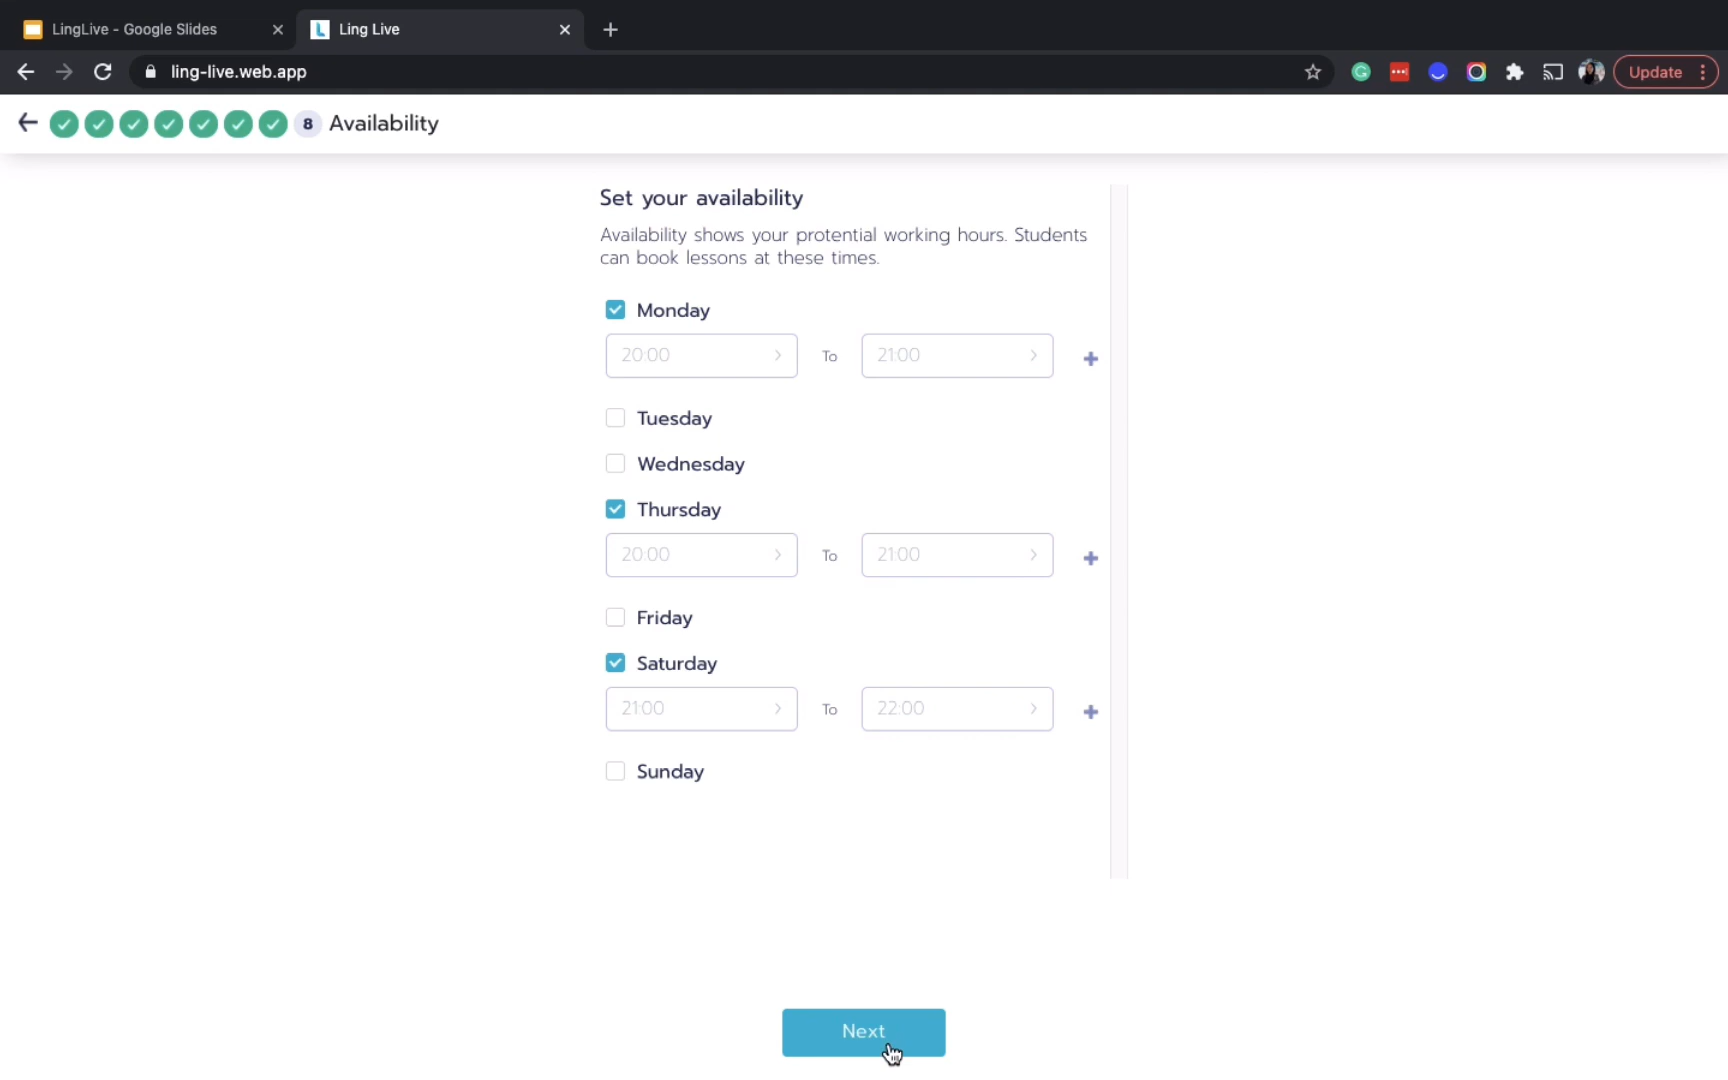 LingLive - Google Slides
Ling Live
ling-live.web.app
Update
8 Availability
Set your availability
Availability shows your protential working hours. Students
can book lessons at these times.
Monday
20:00 To 21:00
Tuesday
Wednesday
Thursday
20:00 To 21:00
Friday
Saturday
21:00 To 22:00
Sunday
Next